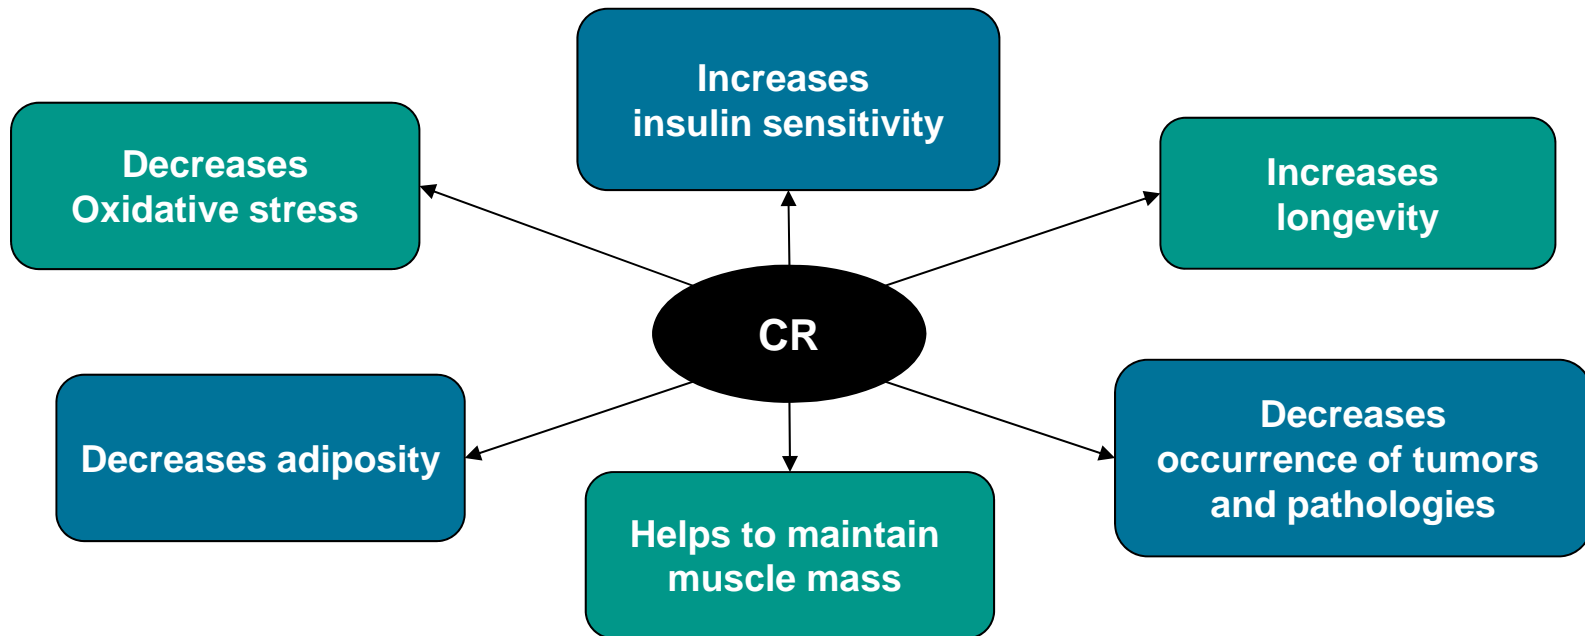 Increases
insulin sensitivity
Decreases
Oxidative stress
Increases
longevity
CR
Decreases adiposity
Decreases
occurrence of tumors
and pathologies
Helps to maintain
muscle mass